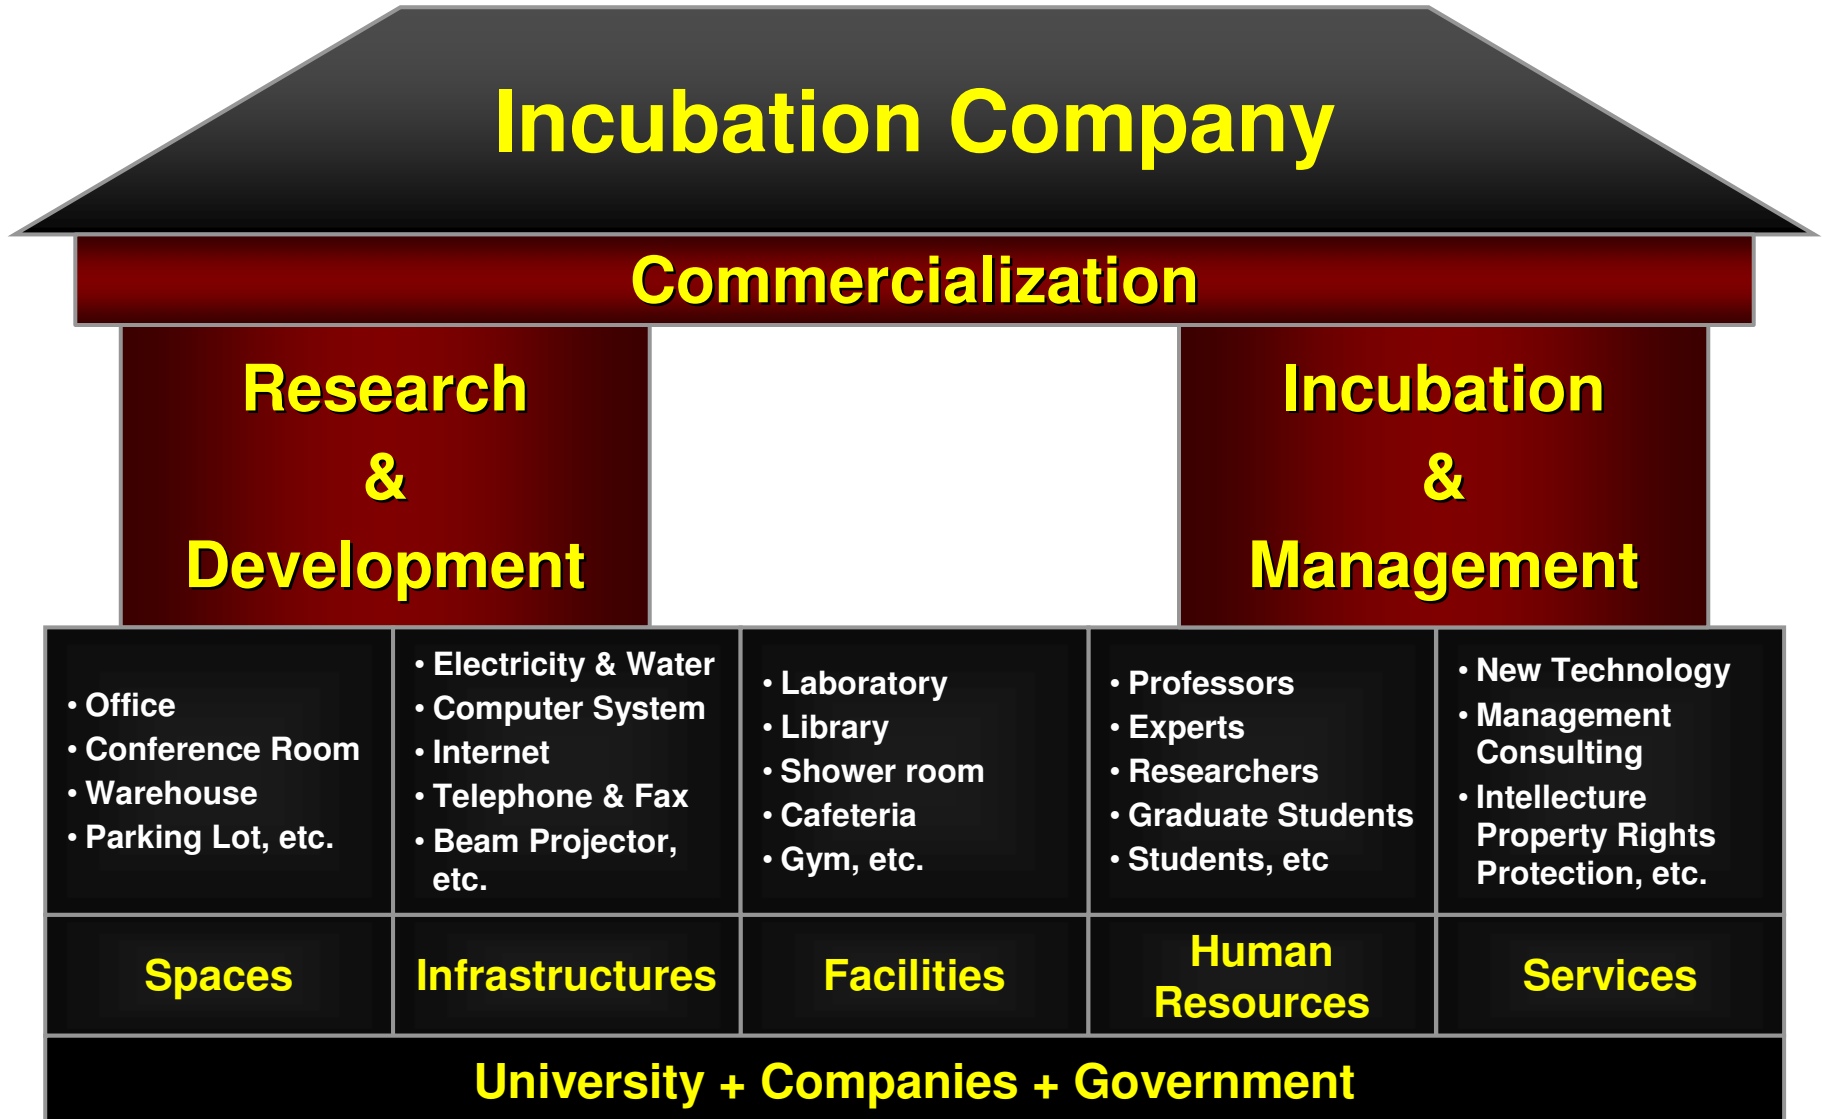 Incubation Company
Commercialization
Research
&
Development
Incubation
&
Management
• Office
• Conference Room
• Warehouse
• Parking Lot, etc.
• Electricity & Water
• Computer System
• Internet
• Telephone & Fax
• Beam Projector,
etc.
• Laboratory
• Library
• Shower room
• Cafeteria
• Gym, etc.
• Professors
• Experts
• Researchers
• Graduate Students
• Students, etc
• New Technology
• Management
Consulting
• Intellecture
Property Rights
Protection, etc.
Spaces
Infrastructures
Facilities
Human
Resources
Services
University + Companies + Government